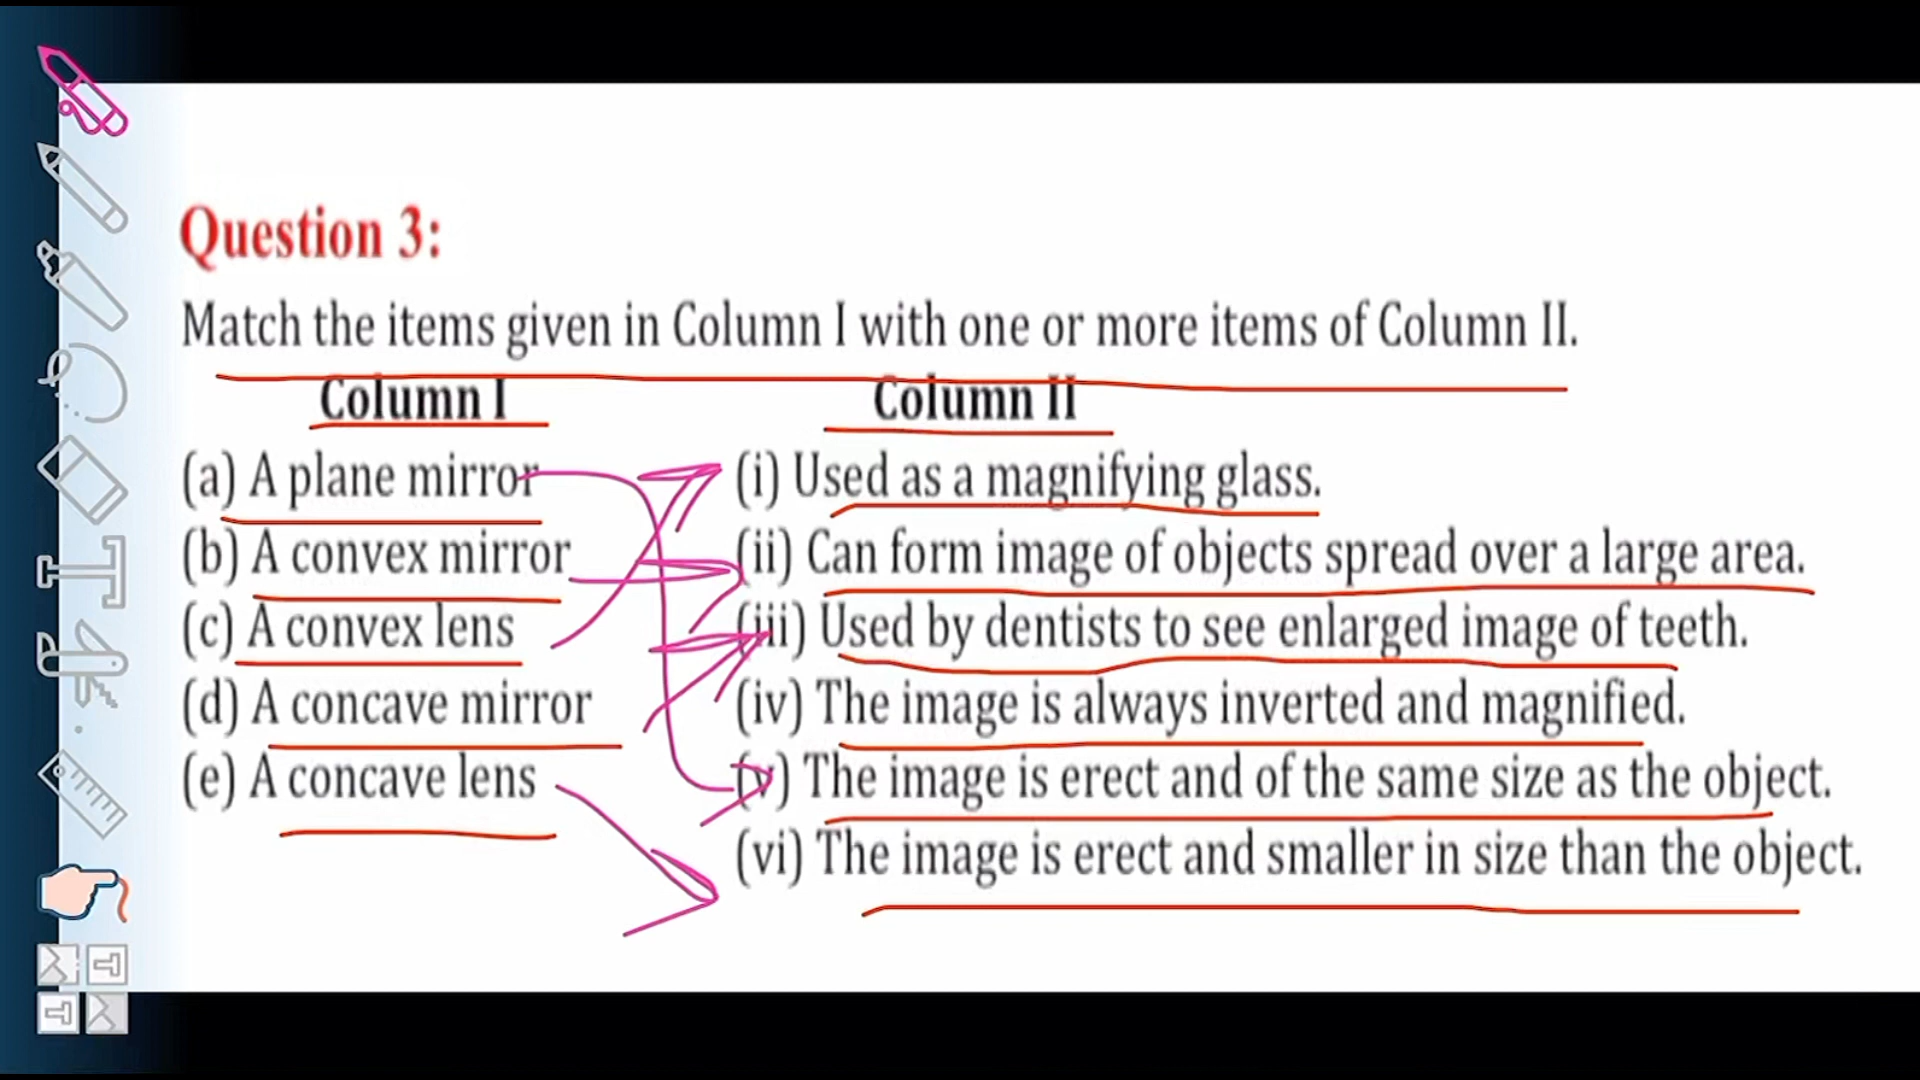 Question 3:
Match the items given in Column I with one or more items of Column II.
Column I Column II
(a) A plane mirror (i) Used as a magnifying glass.
(b) A convex mirror (ii) Can form image of objects spread over a large area.
(c) A convex lens (iii) Used by dentists to see enlarged image of teeth.
(d) A concave mirror (iv) The image is always inverted and magnified.
(e) A concave lens (v) The image is erect and of the same size as the object.
(vi) The image is erect and smaller in size than the object.